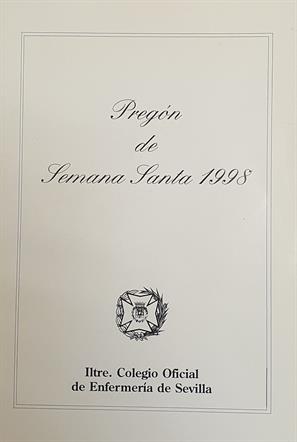 Pregón
de
Semana Santa 1998
Iltre. Colegio Oficial
de Enfermería de Sevilla